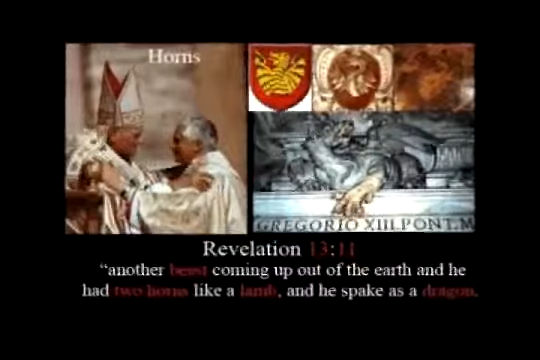 Horns
GREGORIO XIII.PONT.M
Revelation 13:11
“another beast coming up out of the earth and he
had two horns like a lamb, and he spake as a dragon.